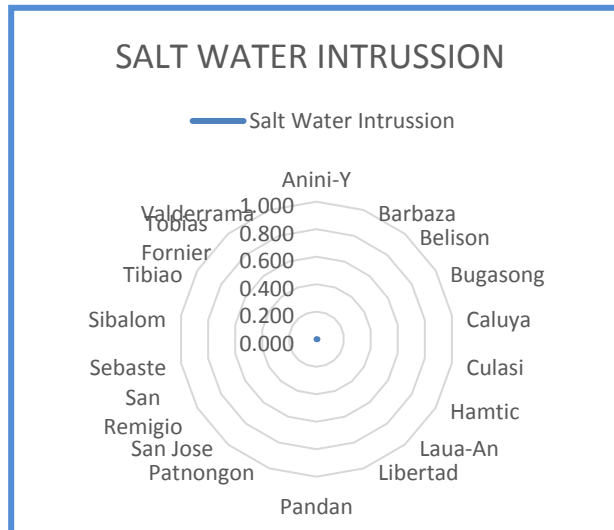 SALT WATER INTRUSSION
Salt Water Intrussion
Anini-Y
Barbaza
Belison
Bugasong
Caluya
Culasi
Hamtic
Laua-An
Libertad
Pandan
Patnongon
San Jose
San
Remigio
Sebaste
Sibalom
Tibiao
Tobias
Fornier
Valderrama
1.000
0.800
0.600
0.400
0.200
0.000